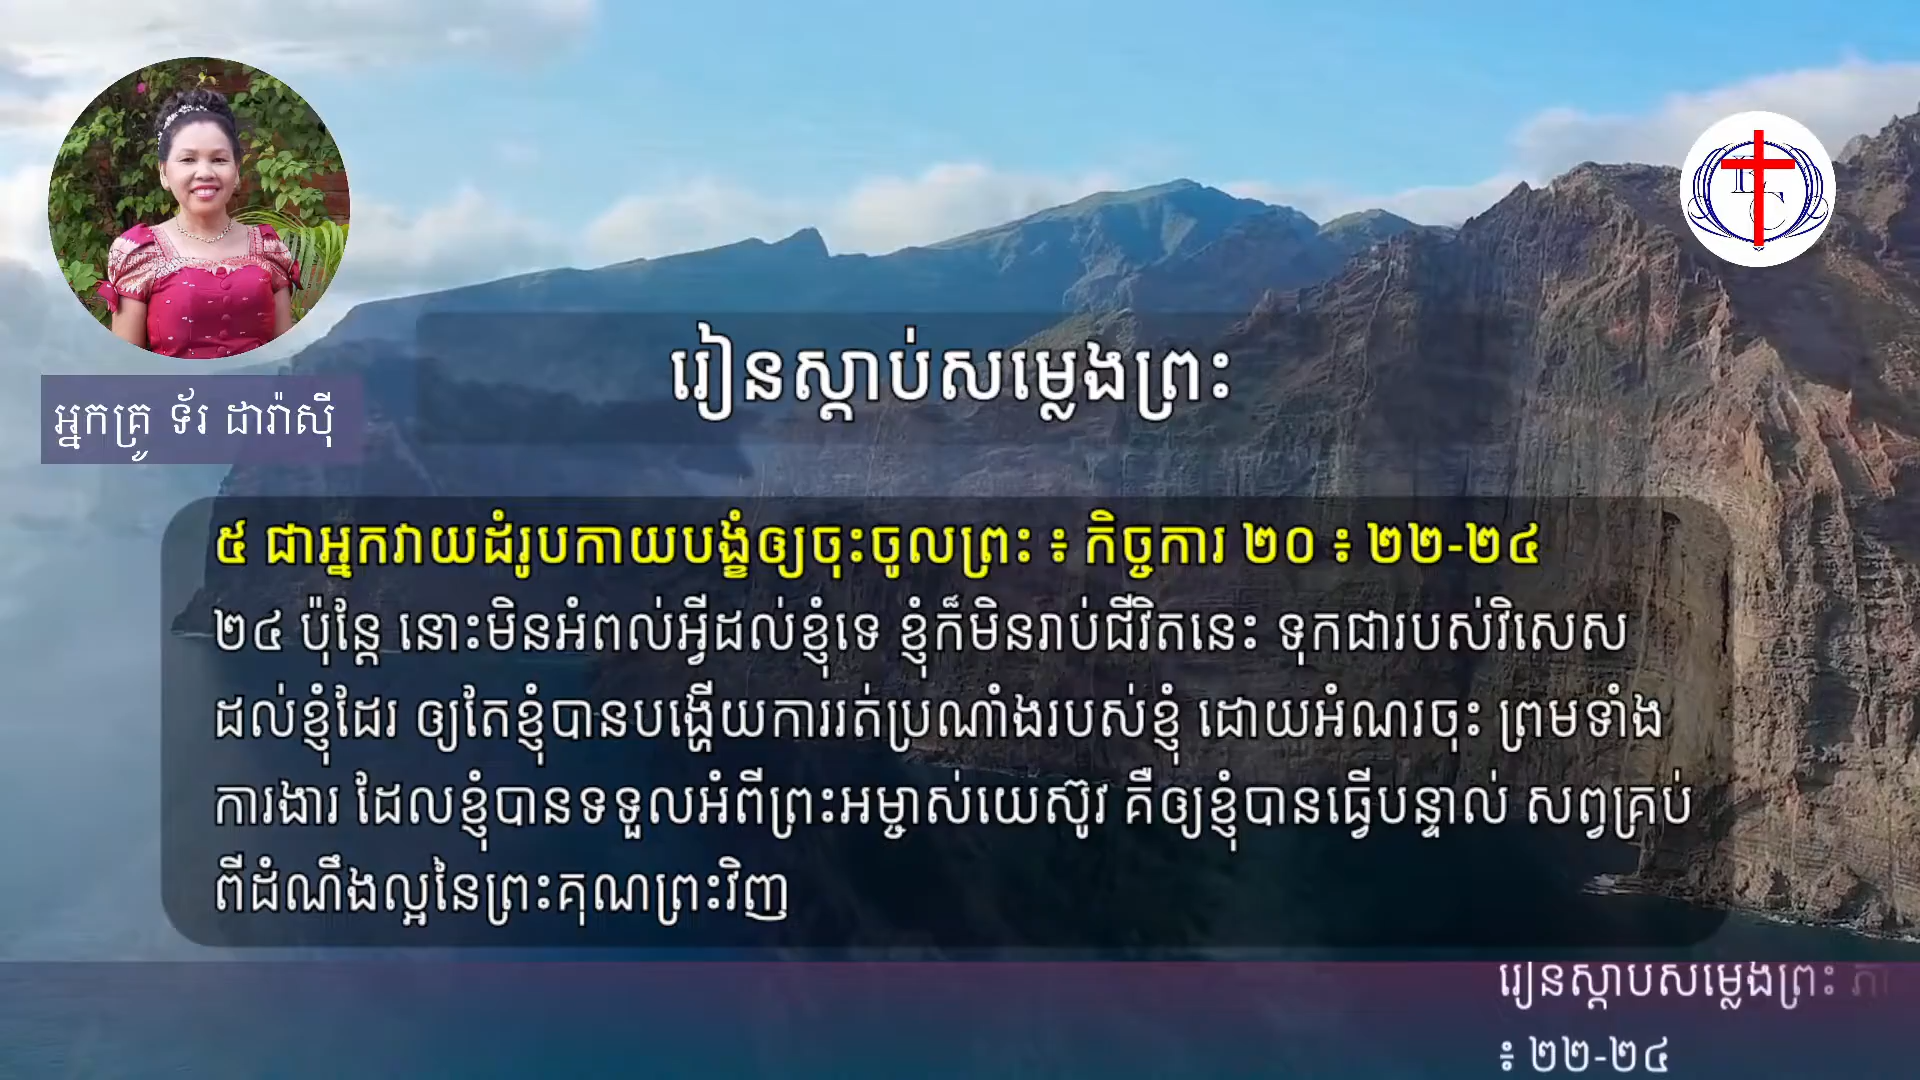 អ្នកគ្រូ ទ័រ ដារ៉ាស៊ី
រៀនស្តាប់សម្លេងព្រះ
៥ ជាអ្នកវាយដំរូបកាយបង្ខំឲ្យចុះចូលព្រះ ៖ កិច្ចការ ២០ ៖ ២២-២៤
២៤ ប៉ុន្តែ នោះមិនអំពល់អ្វីដល់ខ្ញុំទេ ខ្ញុំក៏មិនរាប់ជីវិតនេះ ទុកជារបស់វិសេស
ដល់ខ្ញុំដែរ ឲ្យតែខ្ញុំបានបង្ហើយការរត់ប្រណាំងរបស់ខ្ញុំ ដោយអំណរចុះ ព្រមទាំង
ការងារ ដែលខ្ញុំបានទទួលអំពីព្រះអម្ចាស់យេស៊ូវ គឺឲ្យខ្ញុំបានធ្វើបន្ទាល់ សព្វគ្រប់
ពីដំណឹងល្អនៃព្រះគុណព្រះវិញ
រៀនស្តាប់សម្លេងព្រះ
៖ ២២-២៤